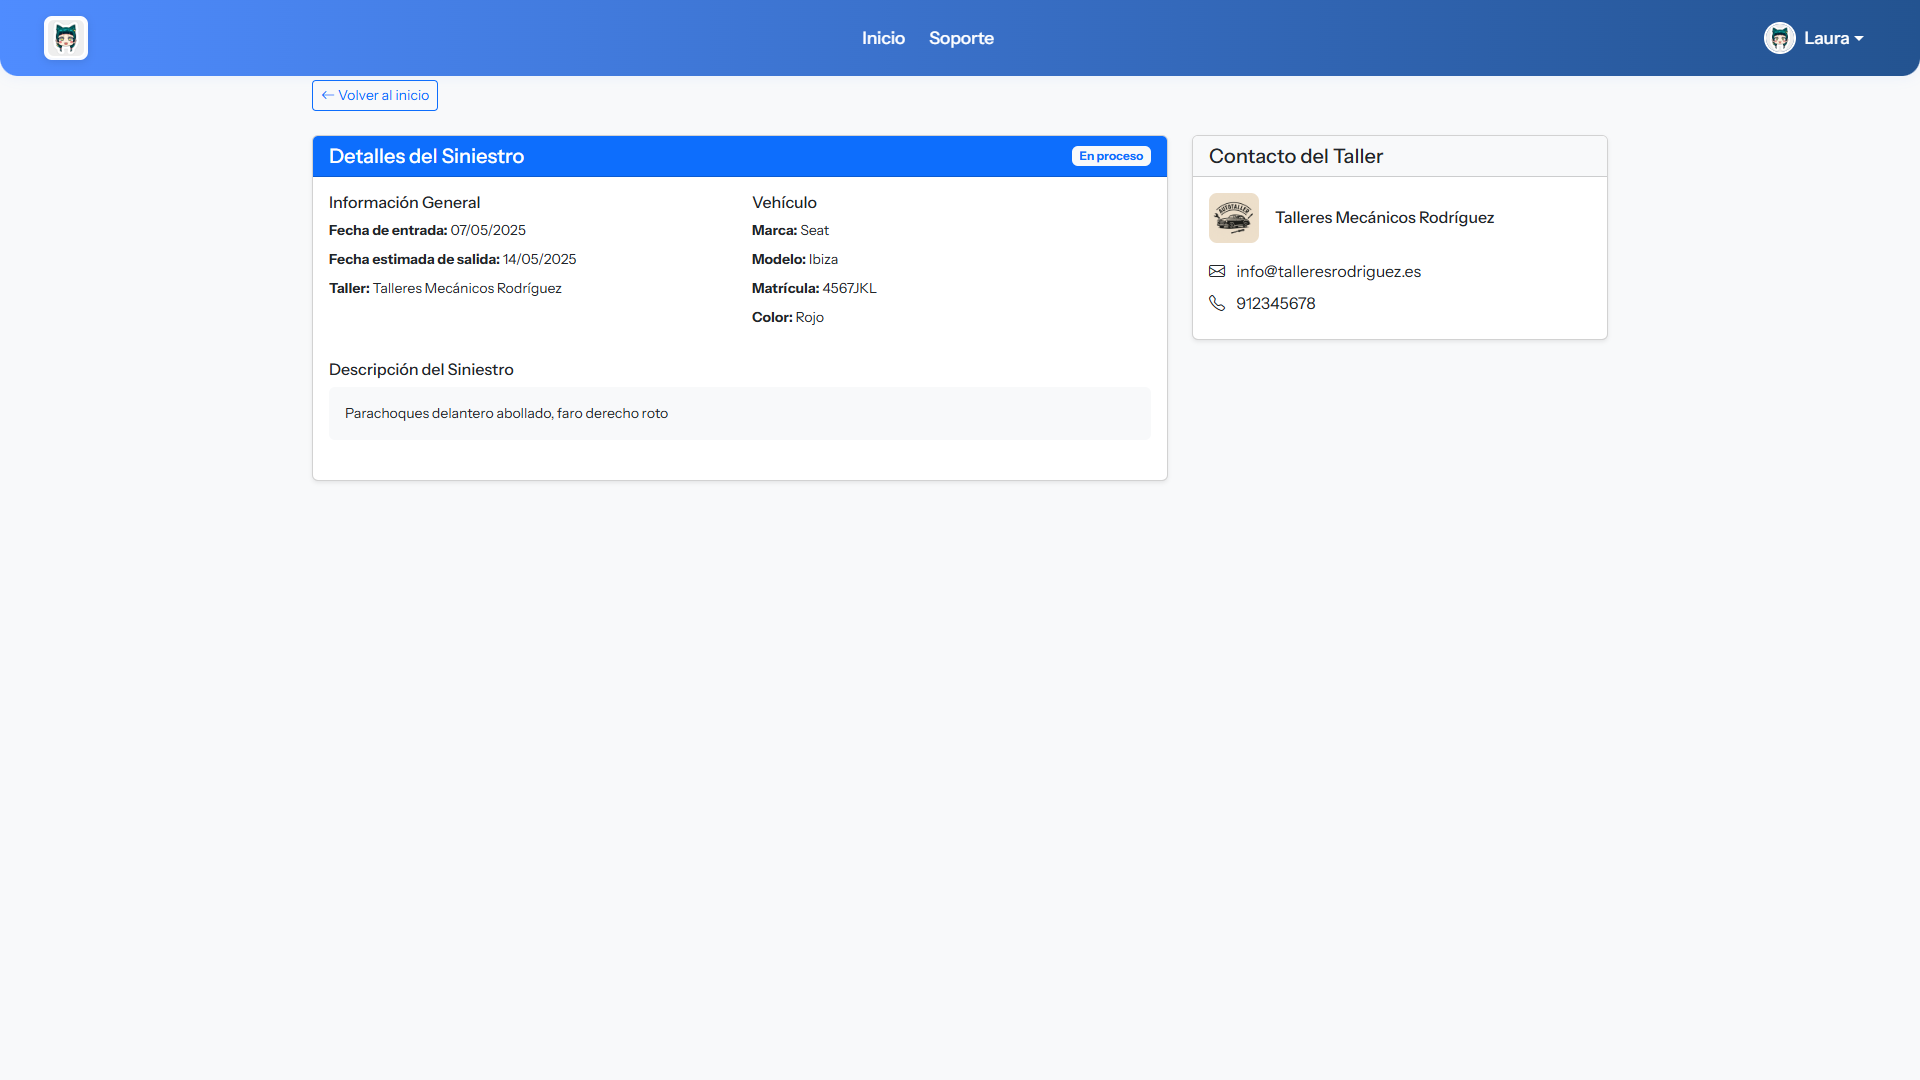 Inicio
Soporte
Laura
Volver al inicio
Detalles del Siniestro
En proceso
Información General
Fecha de entrada: 07/05/2025
Fecha estimada de salida: 14/05/2025
Taller: Talleres Mecánicos Rodríguez
Vehículo
Marca: Seat
Modelo: Ibiza
Matrícula: 4567JKL
Color: Rojo
Descripción del Siniestro
Parachoques delantero abollado, faro derecho roto
Contacto del Taller
AUTOTALLER
Talleres Mecánicos Rodríguez
info@talleresrodriguez.es
912345678